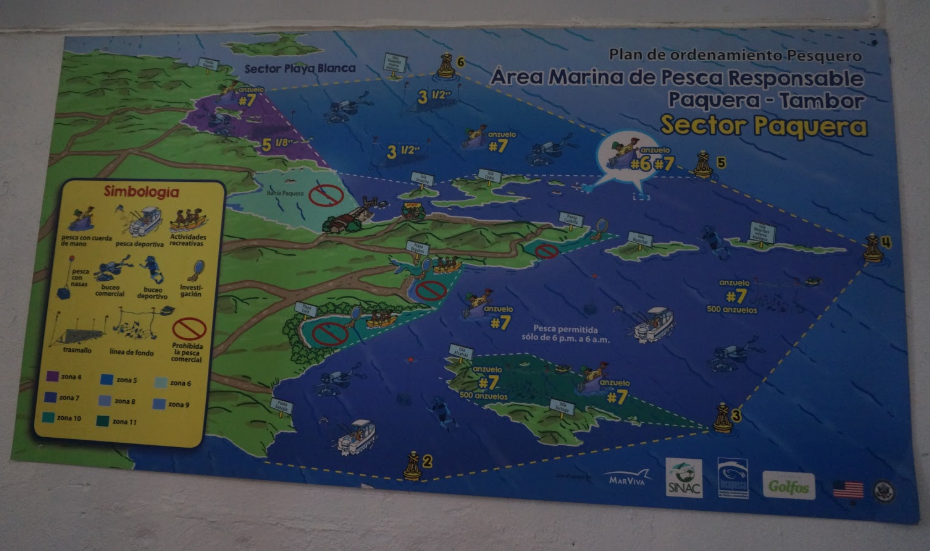 Plan de ordenamiento Pesquero
Área Marina de Pesca Responsable
Paquera - Tambor
Sector Paquera
Sector Playa Blanca
6
anzuelo
#7
3 1/2"
5 1/8"
3 1/2"
anzuelo
#7
anzuelo
#6 #7
5
Bahía Paquera
4
anzuelo
#7
500 anzuelos
anzuelo
#7
Pesca permitida
sólo de 6 p.m. a 6 a.m.
anzuelo
#7
500 anzuelos
anzuelo
#7
3
2
Simbología
pesca con cuerda
de mano
pesca deportiva
Actividades
recreativas
pesca
con
nasas
buceo
comercial
buceo
deportivo
Investi-
gación
trasmallo
línea de fondo
Prohibida
la pesca
comercial
zona 4
zona 5
zona 6
zona 7
zona 8
zona 9
zona 10
zona 11
MARVIVA
SINAC
Golfos